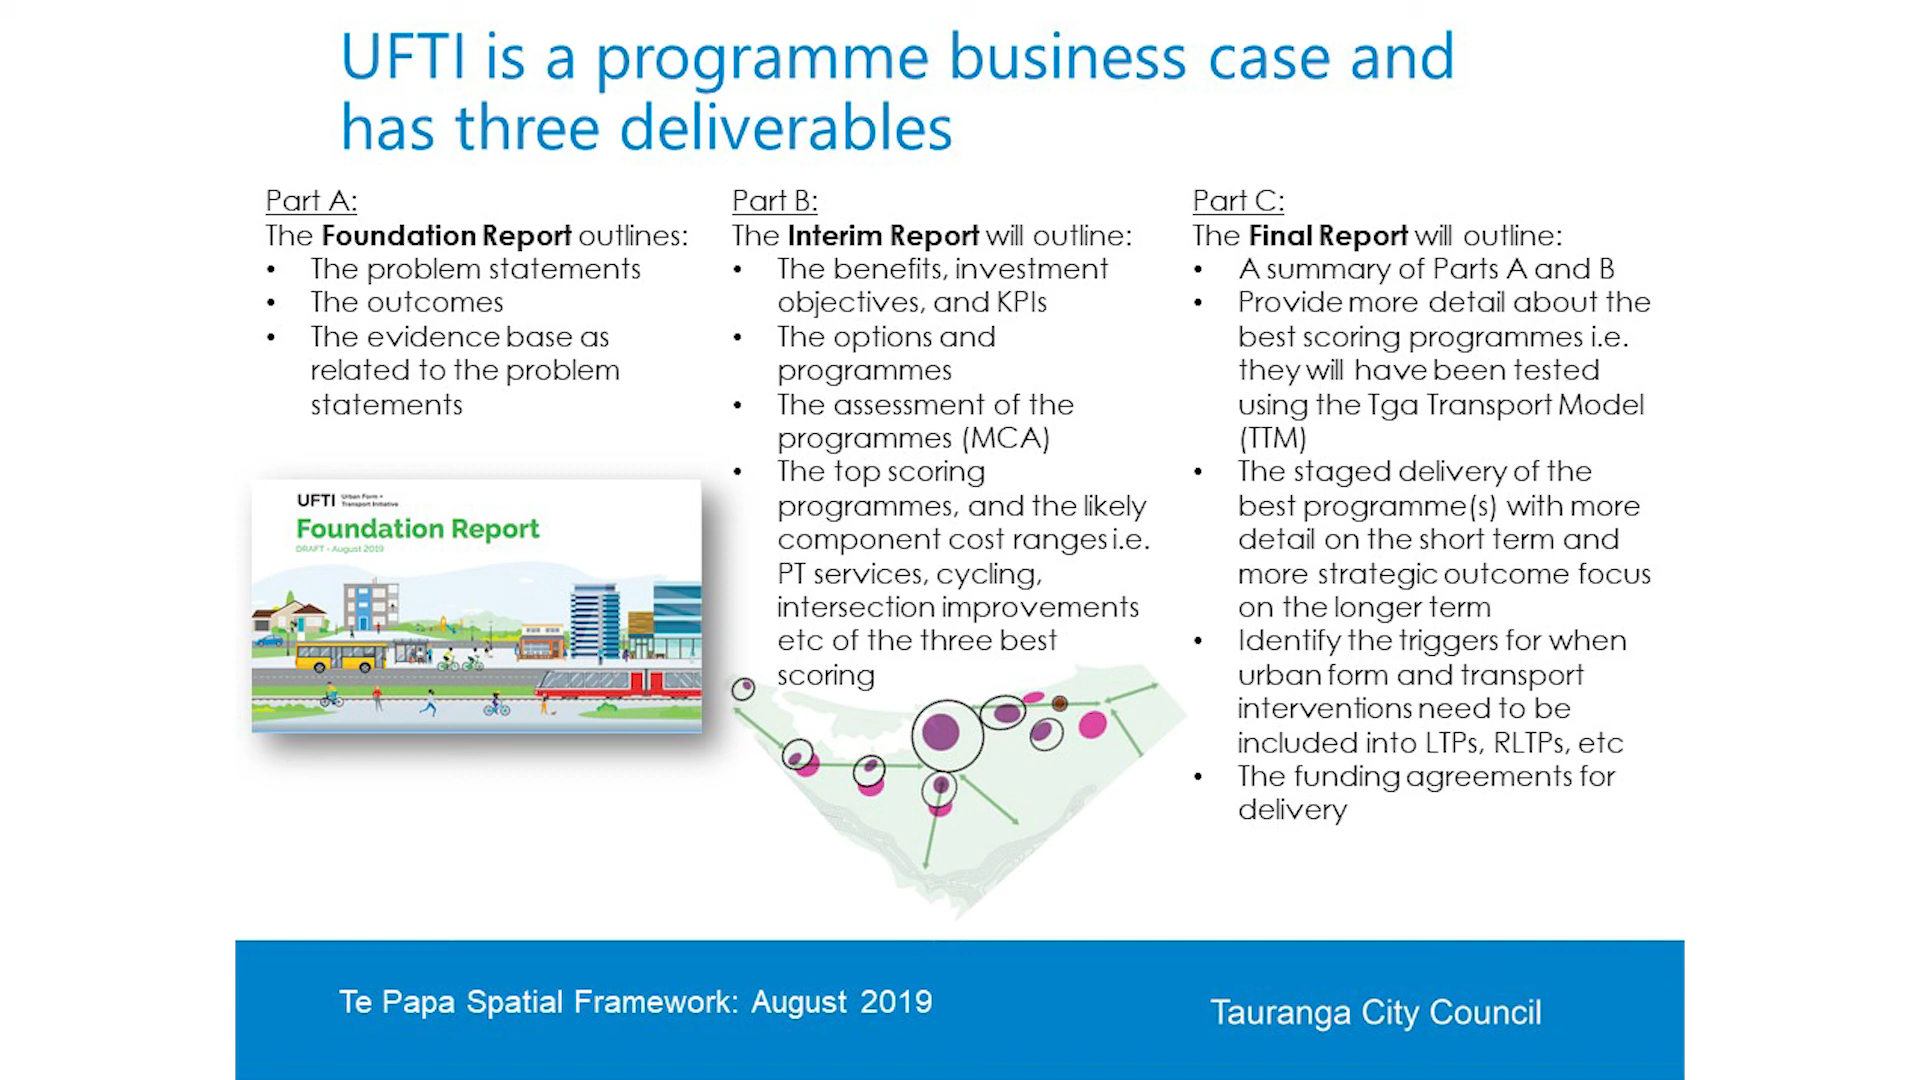 UFTI is a programme business case and
has three deliverables
Part A:
The Foundation Report outlines:
• The problem statements
• The outcomes
• The evidence base as
related to the problem
statements
UFTI Urban Form +
Transport Initiative
Foundation Report
DRAFT - August 2019
Part B:
The Interim Report will outline:
• The benefits, investment
objectives, and KPIs
• The options and
programmes
• The assessment of the
programmes (MCA)
• The top scoring
programmes, and the likely
component cost ranges i.e.
PT services, cycling,
intersection improvements
etc of the three best
scoring
Part C:
The Final Report will outline:
• A summary of Parts A and B
• Provide more detail about the
best scoring programmes i.e.
they will have been tested
using the Tga Transport Model
(TTM)
• The staged delivery of the
best programme(s) with more
detail on the short term and
more strategic outcome focus
on the longer term
• Identify the triggers for when
urban form and transport
interventions need to be
included into LTPs, RLTPs, etc
• The funding agreements for
delivery
Te Papa Spatial Framework: August 2019
Tauranga City Council